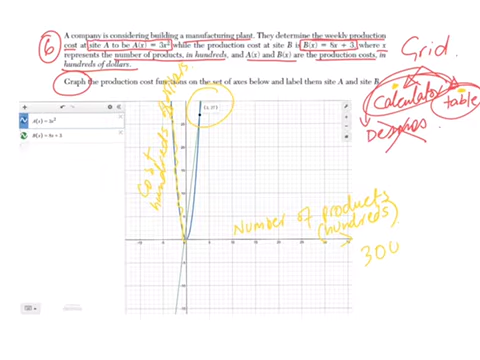 6 A company is considering building a manufacturing plant. They determine the weekly production
cost at site A to be A(x) = 3x² while the production cost at site B is B(x) = 8x + 3, where x
represents the number of products, in hundreds, and A(x) and B(x) are the production costs, in
hundreds of dollars.
Graph the production cost functions on the set of axes below and label them site A and site B.
Grid
calculator
table
Desmos
A(x) = 3x²
B(x) = 8x + 3
(3, 27)
Cost
hundreds of dollars.
Number of products
(hundreds)
300